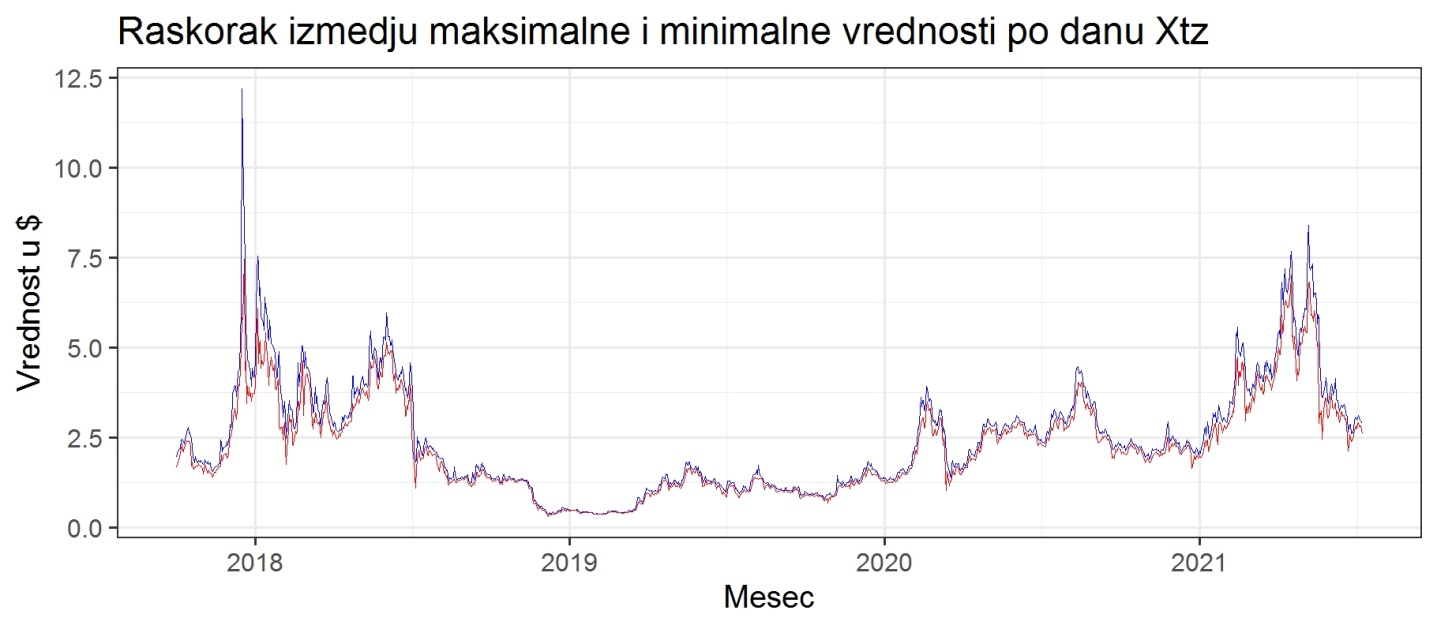 Raskorak izmedju maksimalne i minimalne vrednosti po danu Xtz
12.5
10.0
7.5
5.0
2.5
0.0
Vrednost u $
2018 2019 2020 2021
Mesec